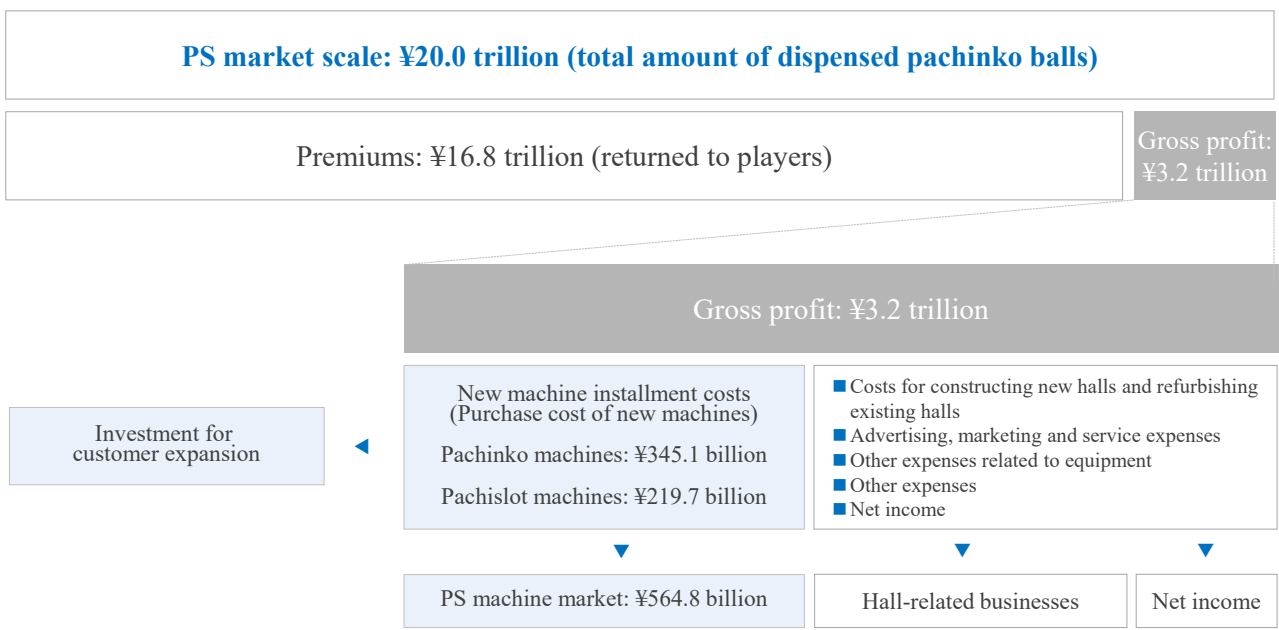 PS market scale: ¥20.0 trillion (total amount of dispensed pachinko balls)
Premiums: ¥16.8 trillion (returned to players)
Gross profit:
¥3.2 trillion
Gross profit: ¥3.2 trillion
Investment for
customer expansion
New machine installment costs
(Purchase cost of new machines)
Pachinko machines: ¥345.1 billion
Pachislot machines: ¥219.7 billion
Costs for constructing new halls and refurbishing
existing halls
Advertising, marketing and service expenses
Other expenses related to equipment
Other expenses
Net income
PS machine market: ¥564.8 billion
Hall-related businesses
Net income